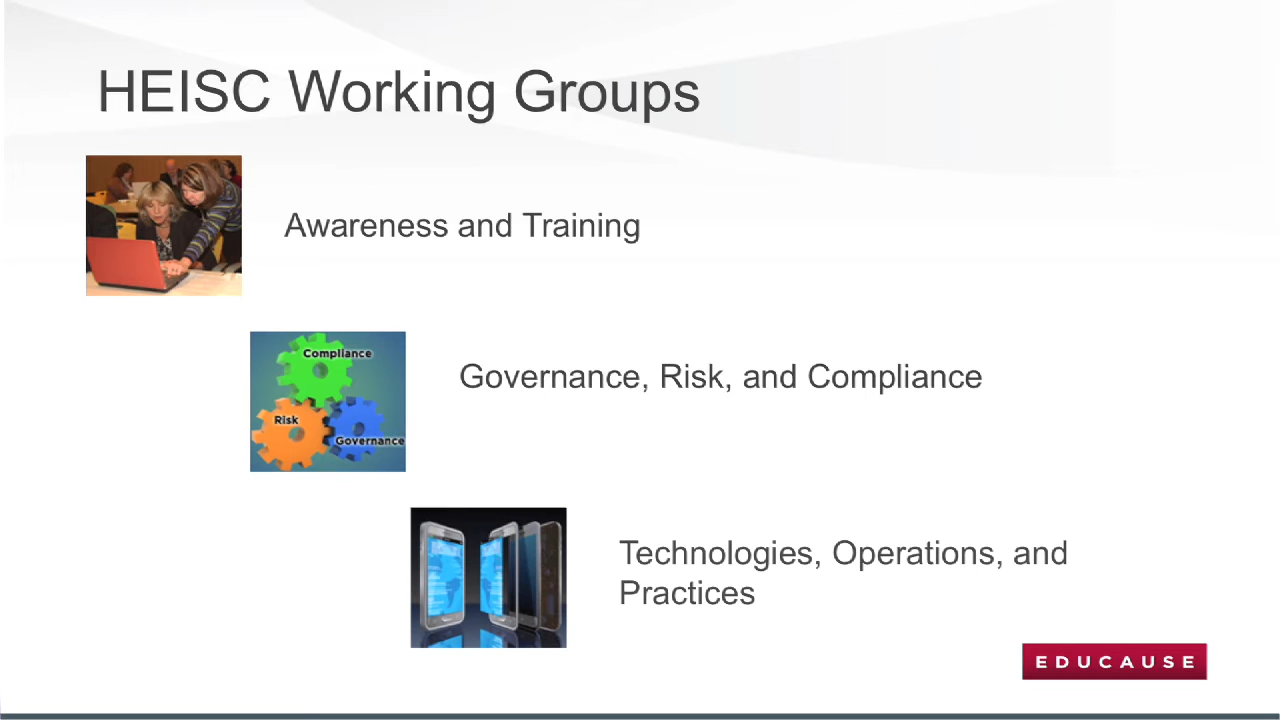 HEISC Working Groups
Awareness and Training
Compliance
Risk
Governance
Governance, Risk, and Compliance
Technologies, Operations, and
Practices
EDUCAUSE